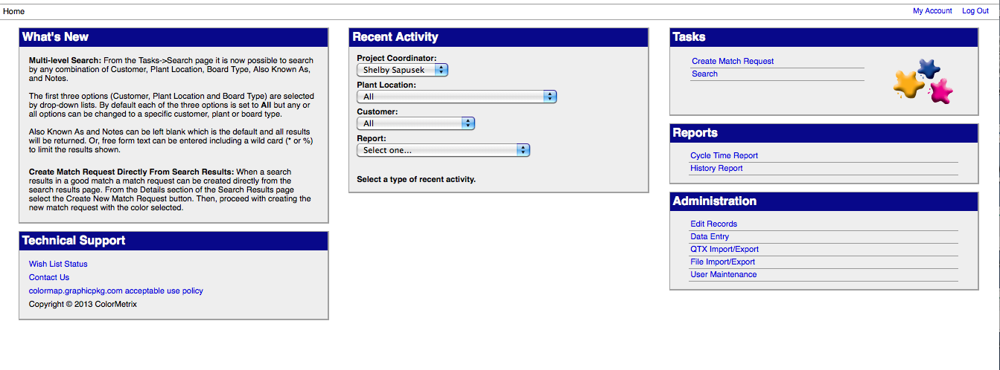 Home
My Account Log Out
What's New
Multi-level Search: From the Tasks->Search page it is now possible to search
by any combination of Customer, Plant Location, Board Type, Also Known As,
and Notes.
The first three options (Customer, Plant Location and Board Type) are selected
by drop-down lists. By default each of the three options is set to All but any or
all options can be changed to a specific customer, plant or board type.
Also Known As and Notes can be left blank which is the default and all results
will be returned. Or, free form text can be entered including a wild card (* or %)
to limit the results shown.
Create Match Request Directly From Search Results: When a search
results in a good match a match request can be created directly from the
search results page. From the Details section of the Search Results page
select the Create New Match Request button. Then, proceed with creating the
new match request with the color selected.
Technical Support
Wish List Status
Contact Us
colormap.graphicpkg.com acceptable use policy
Copyright © 2013 ColorMetrix
Recent Activity
Project Coordinator:
Shelby Sapusek
Plant Location:
All
Customer:
All
Report:
Select one...
Select a type of recent activity.
Tasks
Create Match Request
Search
Reports
Cycle Time Report
History Report
Administration
Edit Records
Data Entry
QTX Import/Export
File Import/Export
User Maintenance